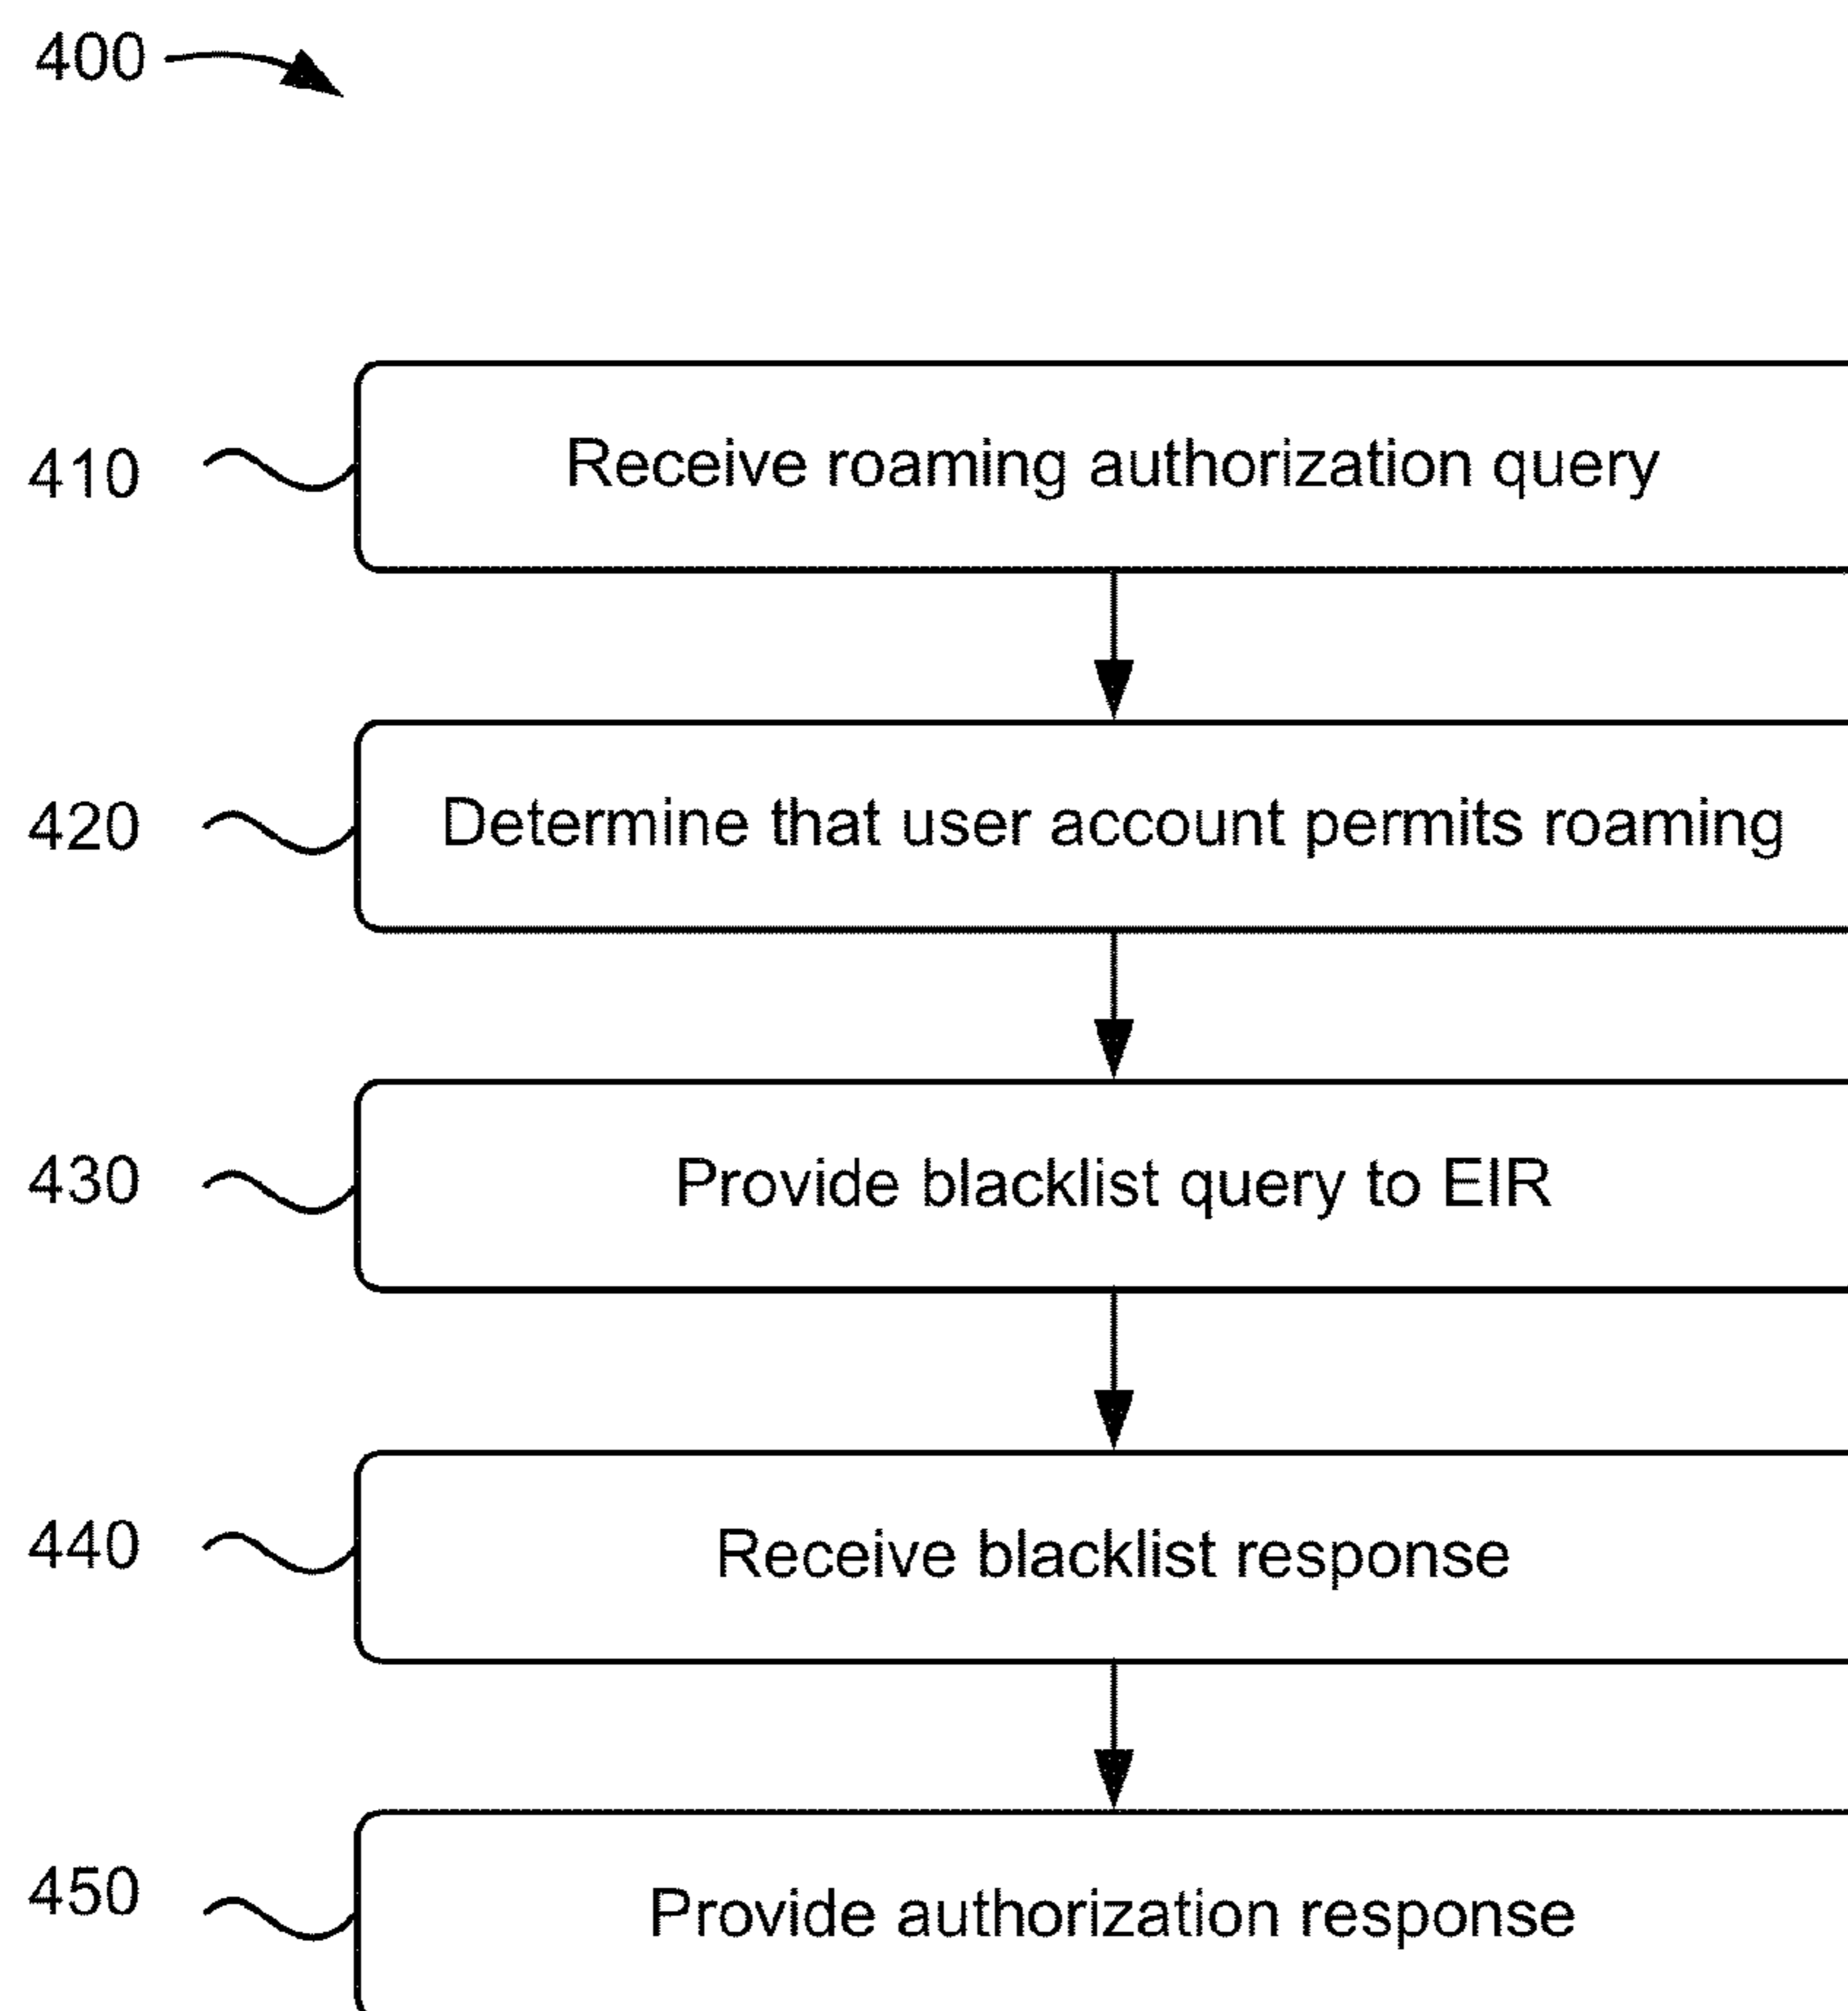 400
410 Receive roaming authorization query
420 Determine that user account permits roaming
430 Provide blacklist query to EIR
440 Receive blacklist response
450 Provide authorization response